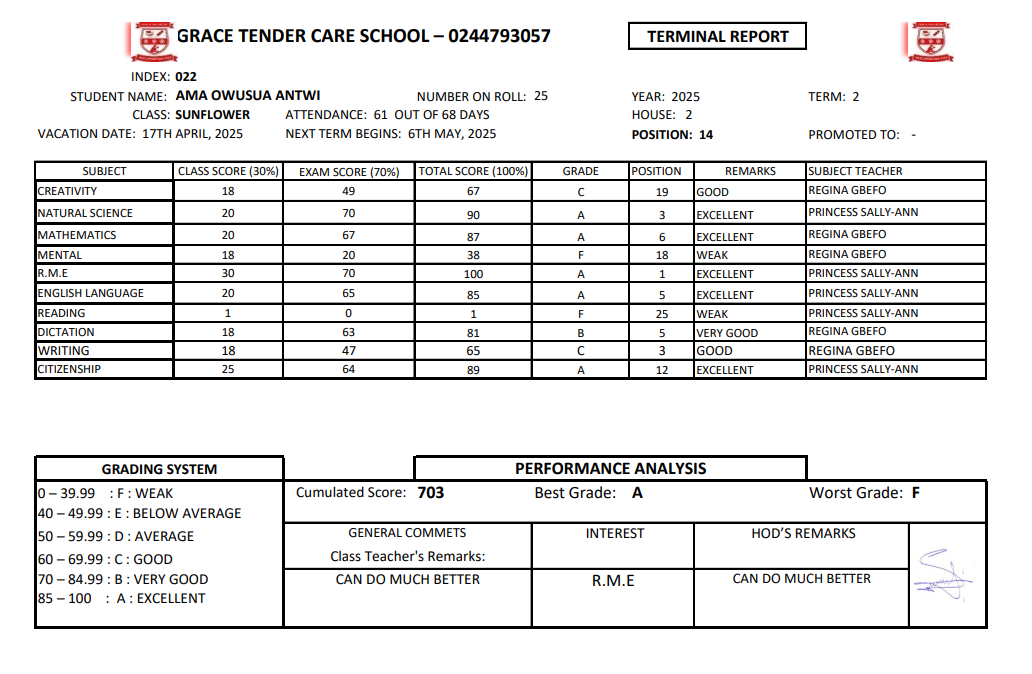 GRACE TENDER CARE SCHOOL – 0244793057
TERMINAL REPORT
INDEX: 022
STUDENT NAME: AMA OWUSUA ANTWI NUMBER ON ROLL: 25 YEAR: 2025 TERM: 2
CLASS: SUNFLOWER ATTENDANCE: 61 OUT OF 68 DAYS HOUSE: 2
VACATION DATE: 17TH APRIL, 2025 NEXT TERM BEGINS: 6TH MAY, 2025 POSITION: 14 PROMOTED TO: -
SUBJECT CLASS SCORE (30%) EXAM SCORE (70%) TOTAL SCORE (100%) GRADE POSITION REMARKS SUBJECT TEACHER
CREATIVITY 18 49 67 C 19 GOOD REGINA GBEFO
NATURAL SCIENCE 20 70 90 A 3 EXCELLENT PRINCESS SALLY-ANN
MATHEMATICS 20 67 87 A 6 EXCELLENT REGINA GBEFO
MENTAL 18 20 38 F 18 WEAK REGINA GBEFO
R.M.E 30 70 100 A 1 EXCELLENT PRINCESS SALLY-ANN
ENGLISH LANGUAGE 20 65 85 A 5 EXCELLENT PRINCESS SALLY-ANN
READING 1 0 1 F 25 WEAK PRINCESS SALLY-ANN
DICTATION 18 63 81 B 5 VERY GOOD REGINA GBEFO
WRITING 18 47 65 C 3 GOOD REGINA GBEFO
CITIZENSHIP 25 64 89 A 12 EXCELLENT PRINCESS SALLY-ANN
GRADING SYSTEM
0 – 39.99 : F : WEAK
40 – 49.99 : E : BELOW AVERAGE
50 – 59.99 : D : AVERAGE
60 – 69.99 : C : GOOD
70 – 84.99 : B : VERY GOOD
85 – 100 : A : EXCELLENT
PERFORMANCE ANALYSIS
Cumulated Score: 703 Best Grade: A Worst Grade: F
GENERAL COMMETS INTEREST HOD’S REMARKS
Class Teacher's Remarks:
CAN DO MUCH BETTER R.M.E CAN DO MUCH BETTER